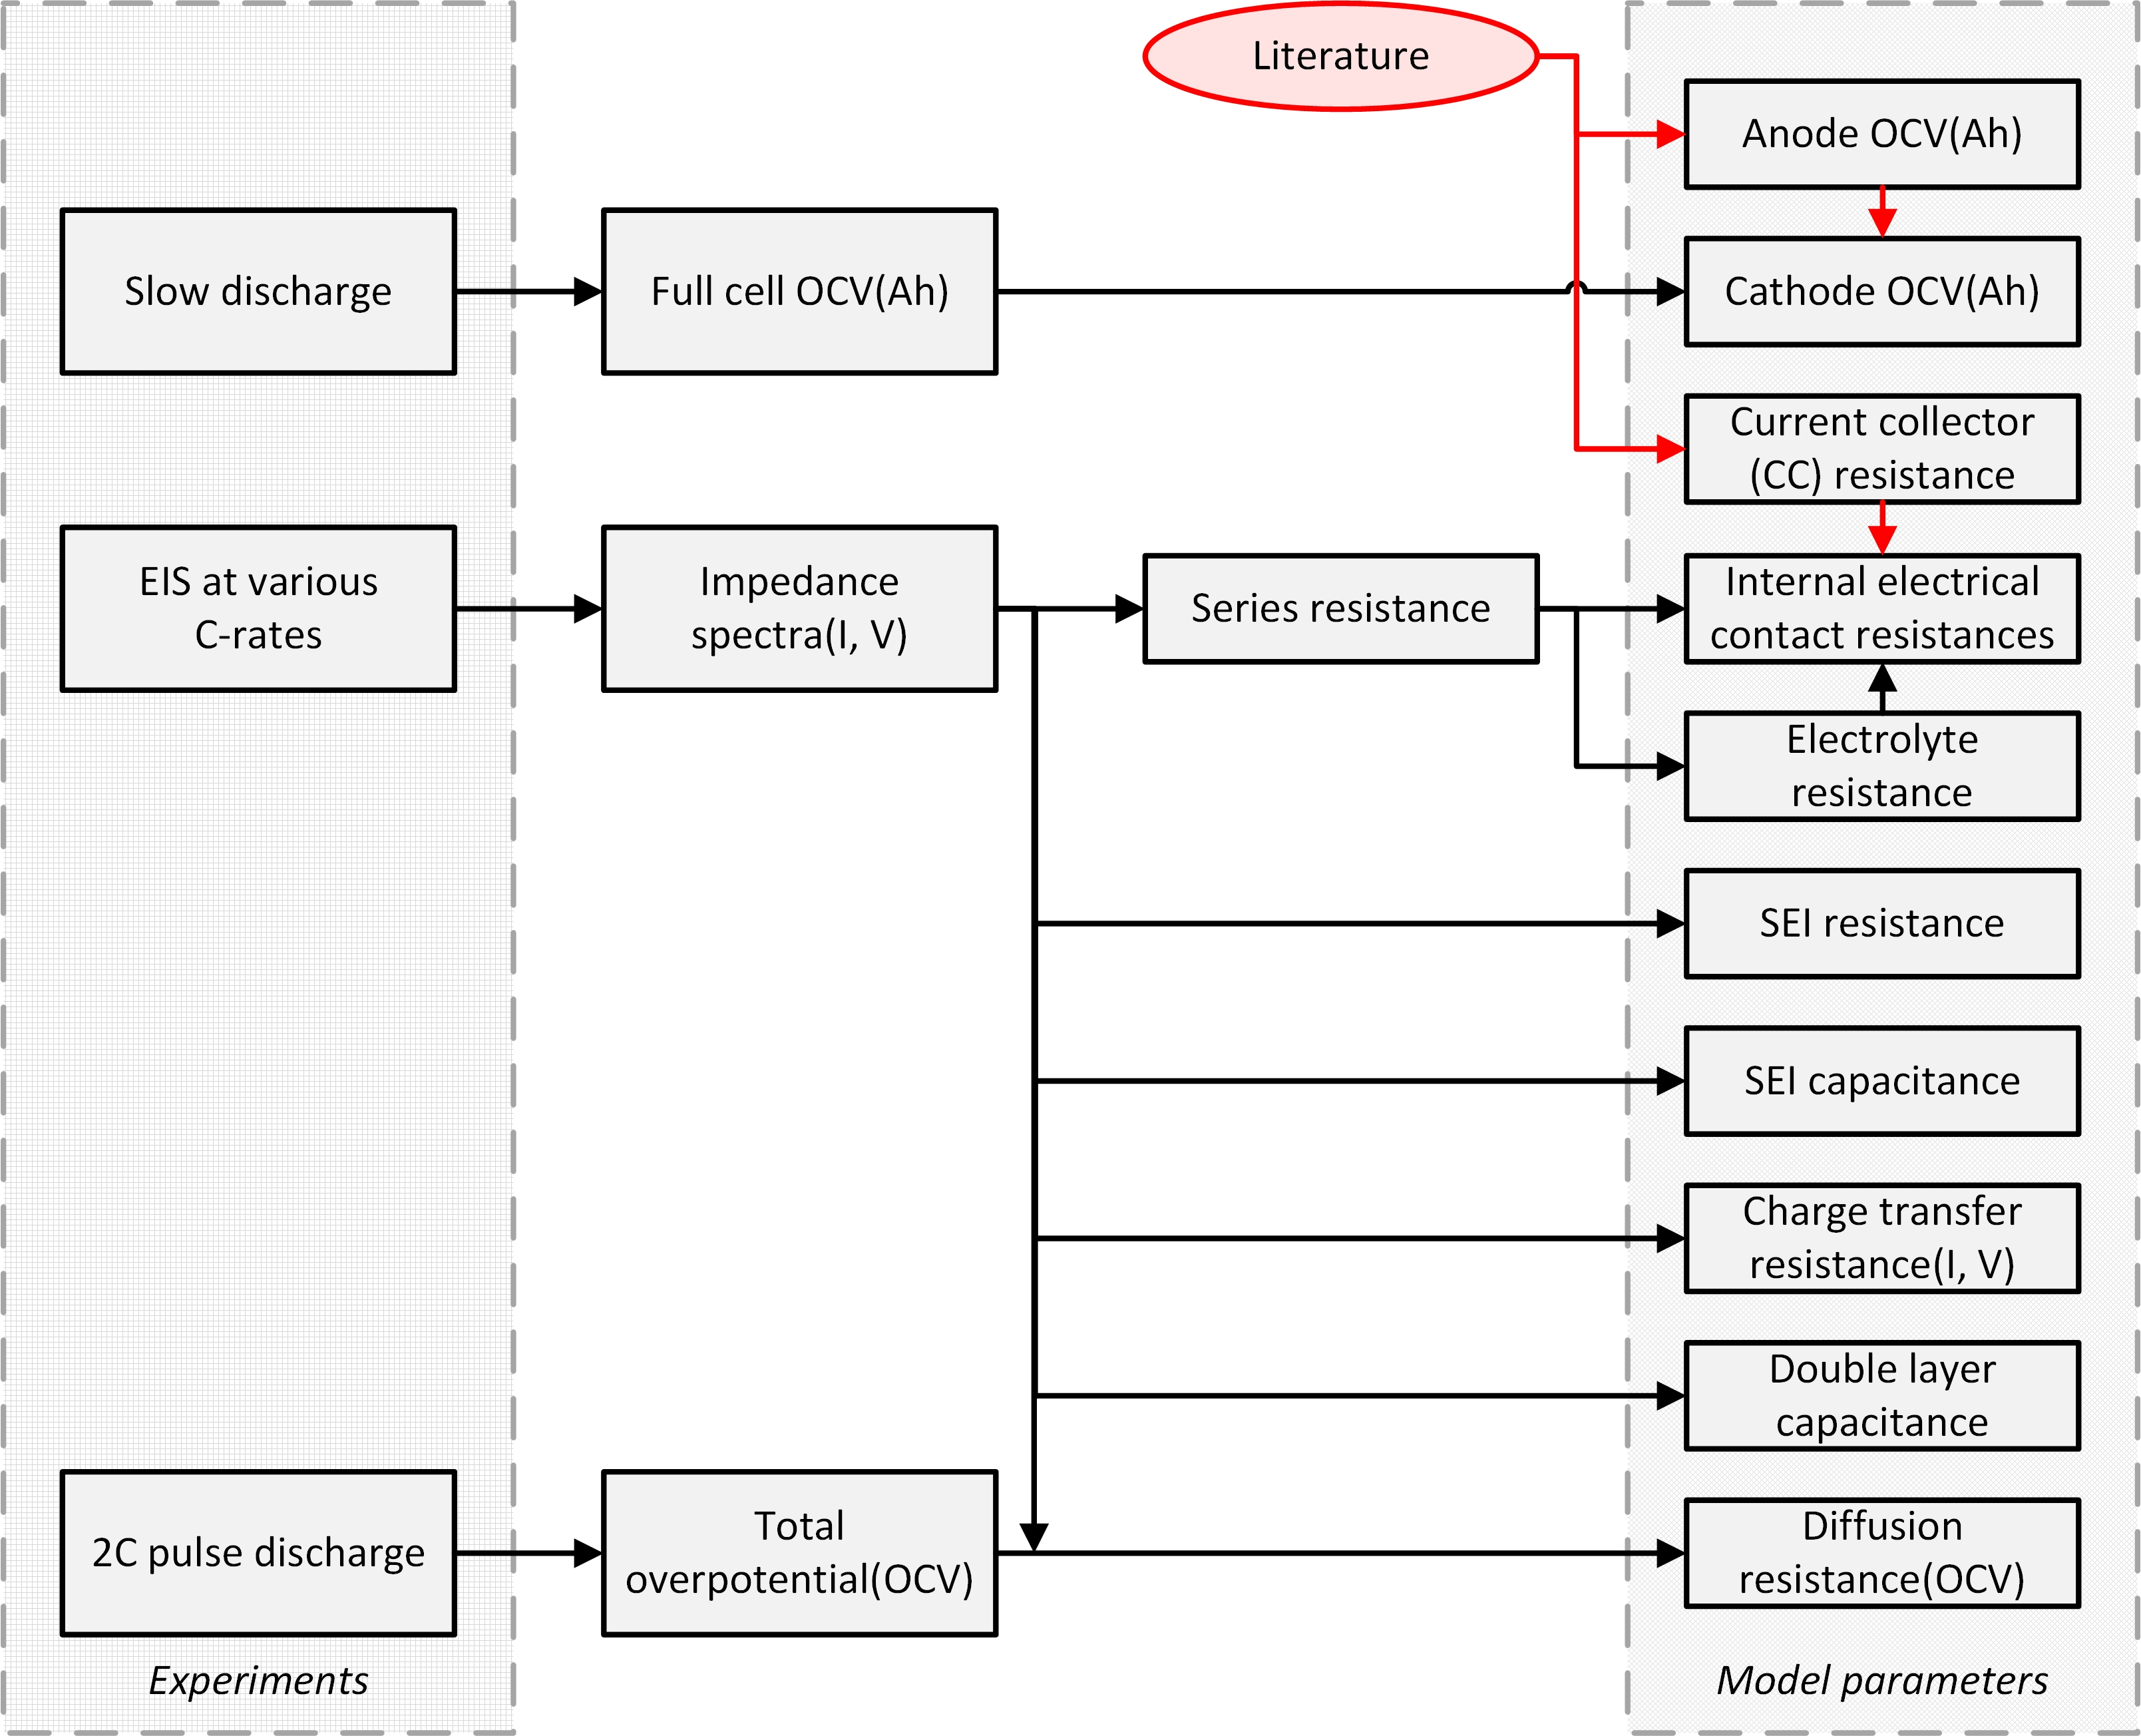 Literature
Anode OCV(Ah)
Slow discharge
Full cell OCV(Ah)
Cathode OCV(Ah)
Current collector
(CC) resistance
EIS at various
C-rates
Impedance
spectra(I, V)
Series resistance
Internal electrical
contact resistances
Electrolyte
resistance
SEI resistance
SEI capacitance
Charge transfer
resistance(I, V)
Double layer
capacitance
2C pulse discharge
Total
overpotential(OCV)
Diffusion
resistance(OCV)
Experiments
Model parameters